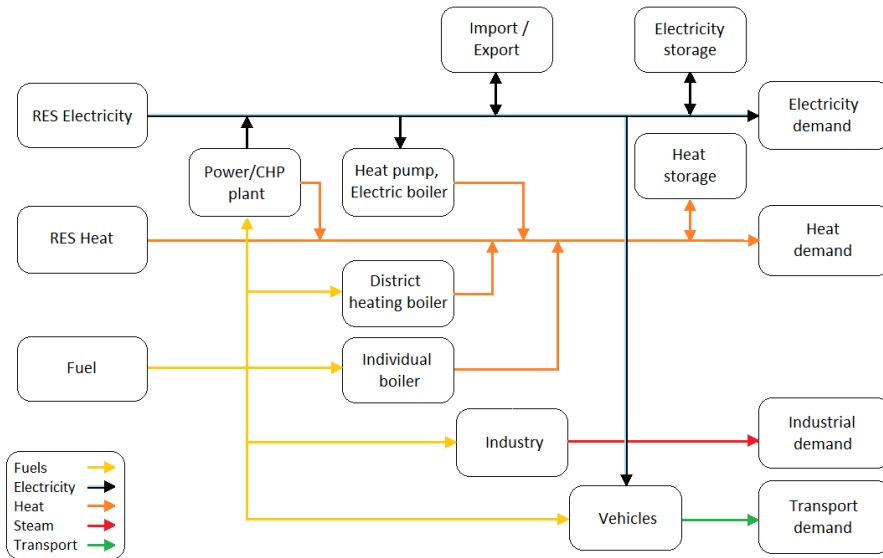 Import /
Export
Electricity
storage
RES Electricity
Electricity
demand
Power/CHP
plant
Heat pump,
Electric boiler
Heat
storage
RES Heat
Heat
demand
District
heating boiler
Fuel
Individual
boiler
Industry
Industrial
demand
Vehicles
Transport
demand
Fuels
Electricity
Heat
Steam
Transport